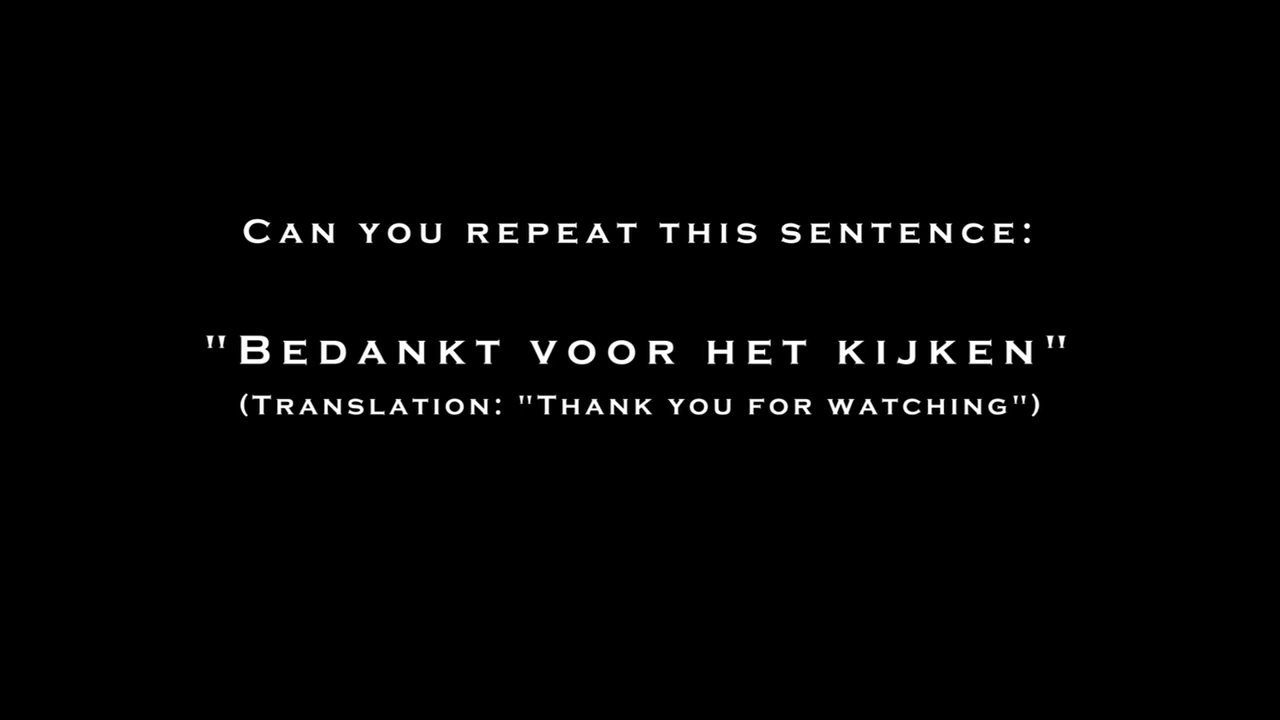 Can you repeat this sentence:
"Bedankt voor het kijken"
(Translation: "Thank you for watching")